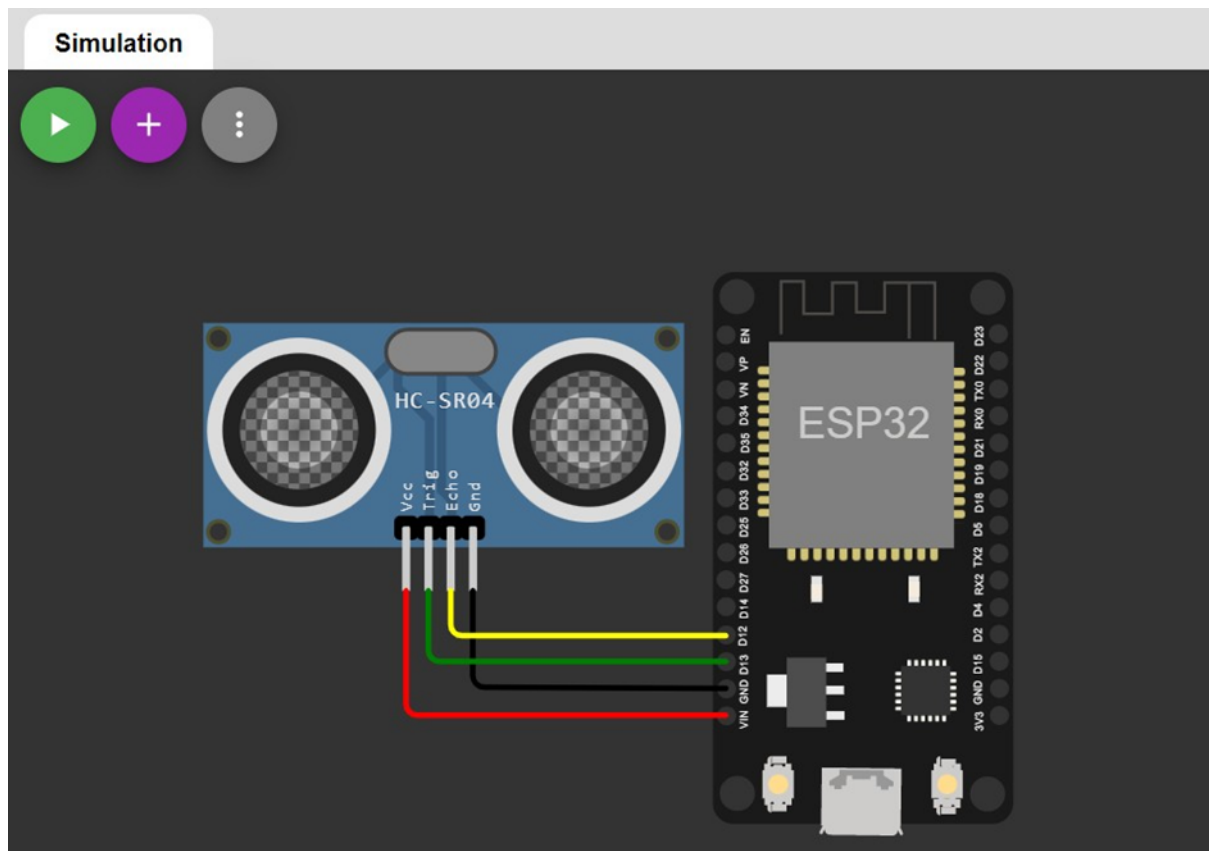 Simulation
HC-SR04
Vcc
Trig
Echo
Gnd
ESP32
EN
VP
VN
D34
D35
D32
D33
D25
D26
D27
D14
D12
D13
GND
VIN
D23
D22
TX0
RX0
D21
D19
D18
D5
TX2
RX2
D4
D2
D15
GND
3V3